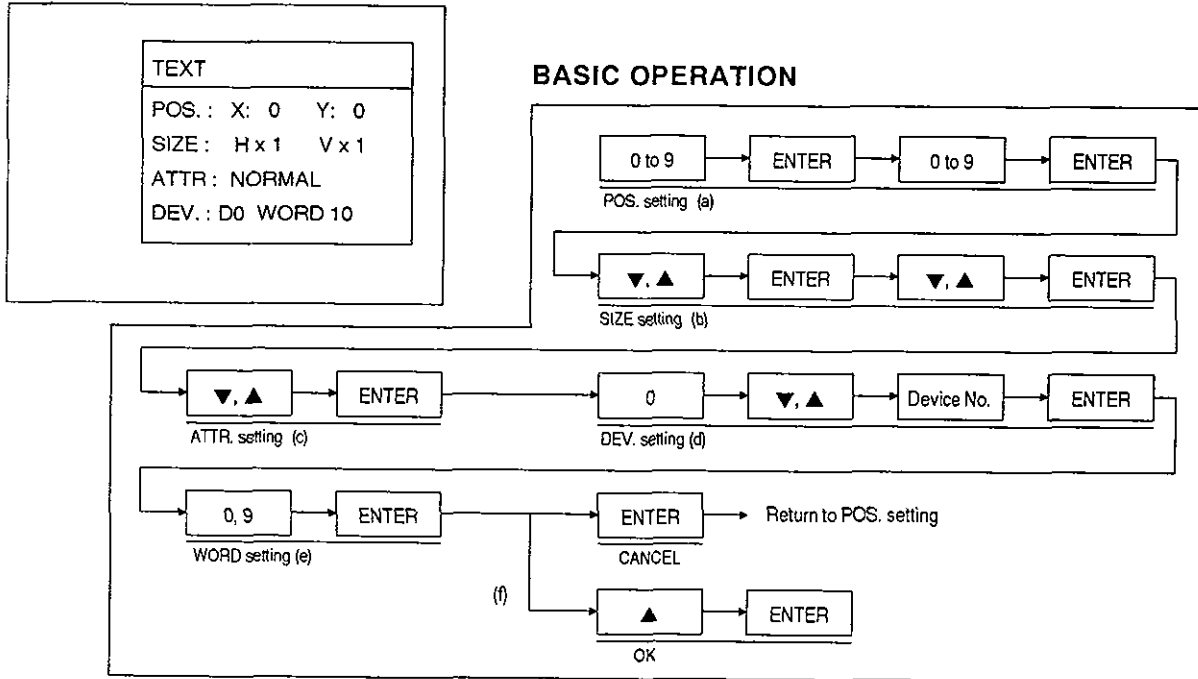 TEXT
POS. : X: 0 Y: 0
SIZE : H x 1 V x 1
ATTR : NORMAL
DEV. : D0 WORD 10
BASIC OPERATION
0 to 9 ENTER 0 to 9 ENTER
POS. setting (a)
▼, ▲ ENTER ▼, ▲ ENTER
SIZE setting (b)
▼, ▲ ENTER 0 ▼, ▲ Device No. ENTER
ATTR. setting (c) DEV. setting (d)
0, 9 ENTER ENTER Return to POS. setting
WORD setting (e) CANCEL
(f)
▲ ENTER
OK